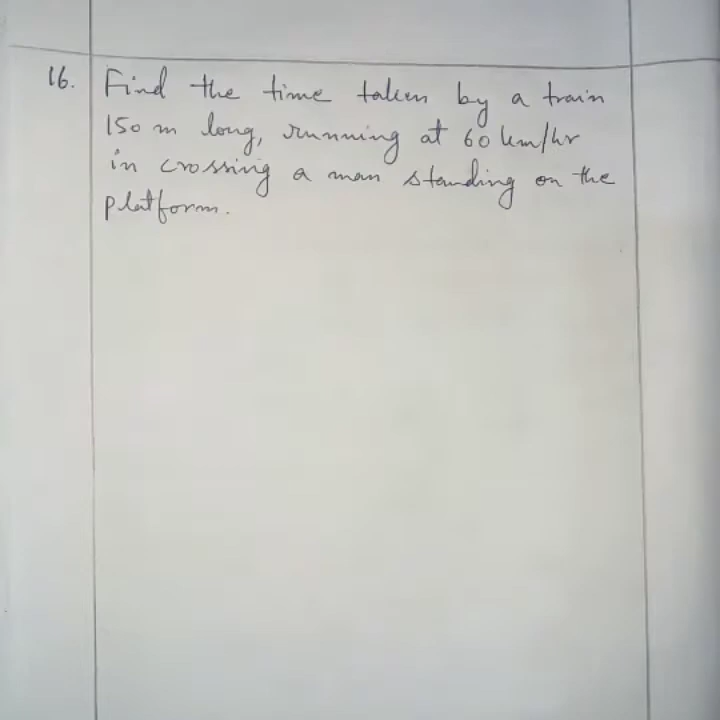 16. Find the time taken by a train
150 m long, running at 60 km/hr
in crossing a man standing on the
platform.